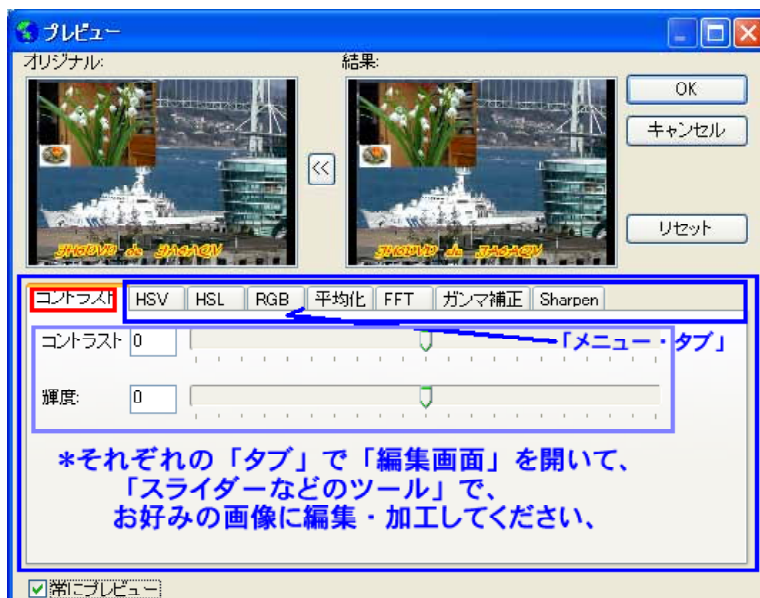 プレビュー
オリジナル:
結果:
OK
キャンセル
<<
リセット
コントラスト HSV HSL RGB 平均化 FFT ガンマ補正 Sharpen
コントラスト 0
「メニュー・タブ」
輝度: 0
*それぞれの「タブ」で「編集画面」を開いて、
「スライダーなどのツール」で、
お好みの画像に編集・加工してください、
常にプレビュー